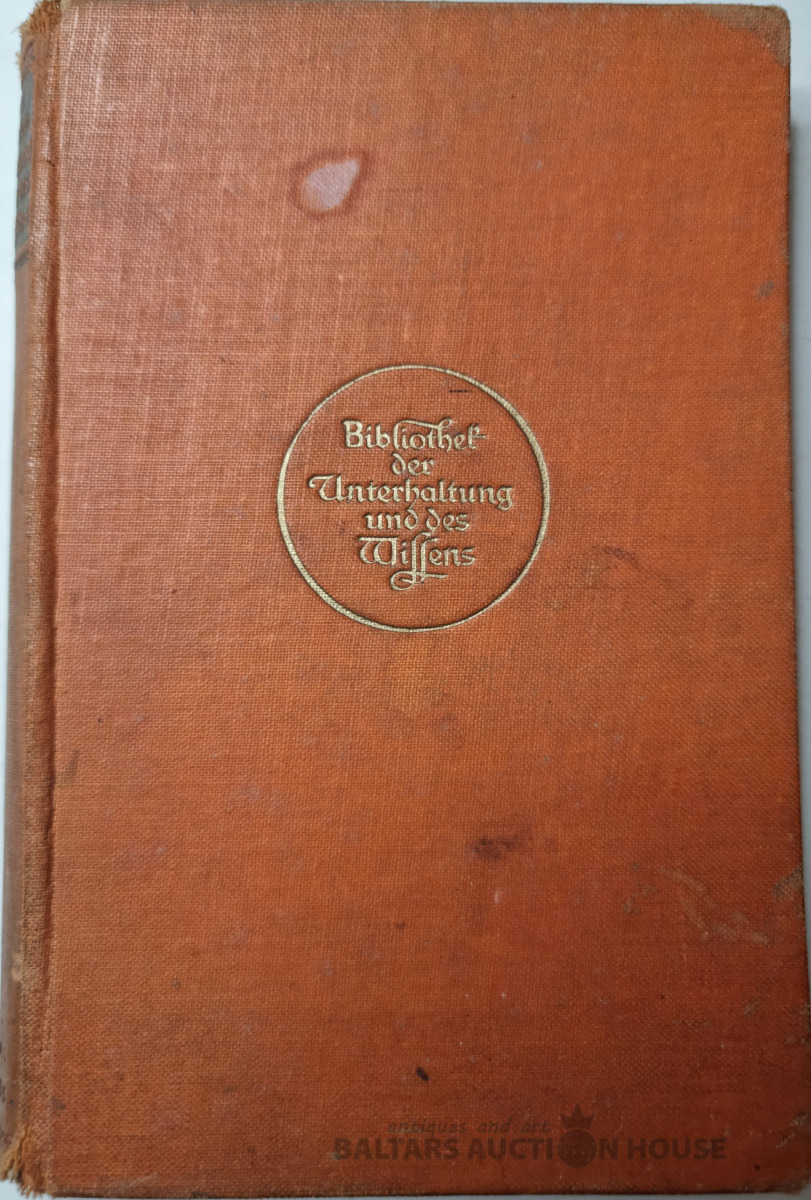 Bibliothek
der
Unterhaltung
und des
Wissens
antiques and art
BALTARS AUCTION HOUSE